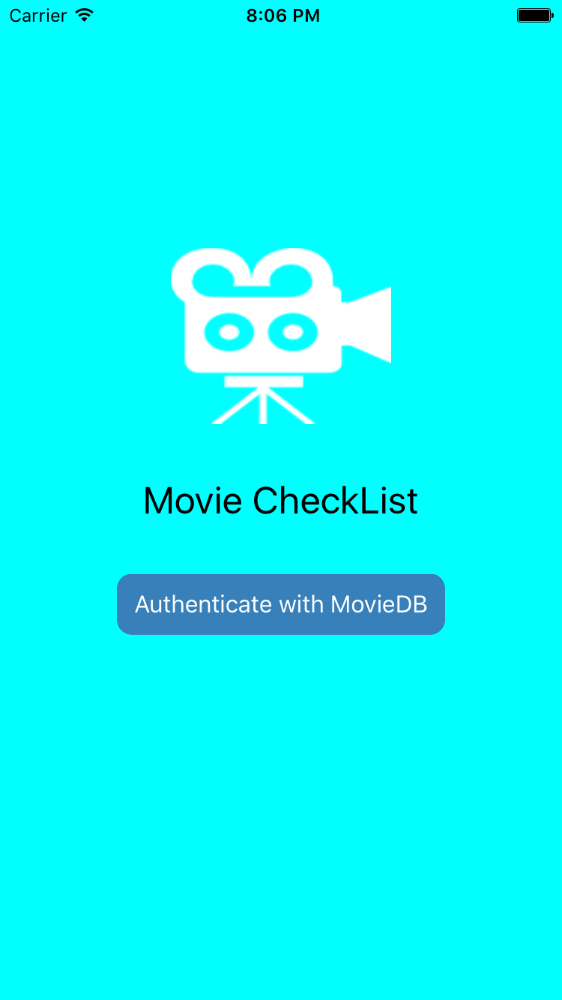 Carrier 8:06 PM
Movie CheckList
Authenticate with MovieDB